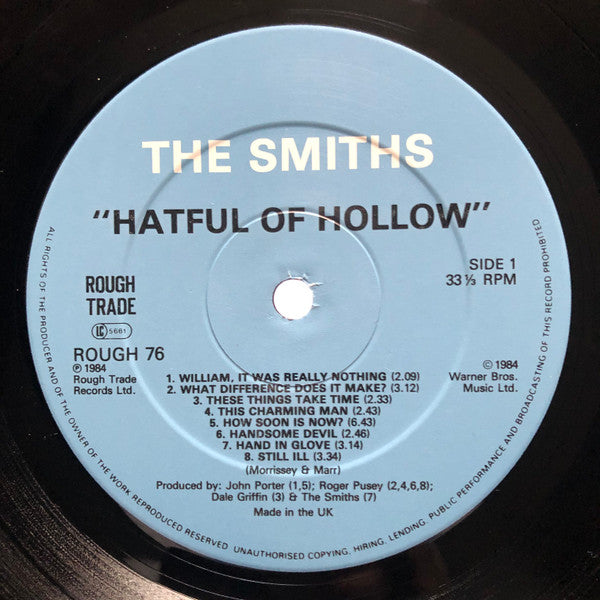 THE SMITHS
"HATFUL OF HOLLOW"
ROUGH
TRADE
LC 5661
ROUGH 76
℗ 1984
Rough Trade
Records Ltd.
SIDE 1
33⅓ RPM
© 1984
Warner Bros.
Music Ltd.
1. WILLIAM, IT WAS REALLY NOTHING (2.09)
2. WHAT DIFFERENCE DOES IT MAKE? (3.12)
3. THESE THINGS TAKE TIME (2.33)
4. THIS CHARMING MAN (2.43)
5. HOW SOON IS NOW? (6.43)
6. HANDSOME DEVIL (2.46)
7. HAND IN GLOVE (3.14)
8. STILL ILL (3.34)
(Morrissey & Marr)
Produced by: John Porter (1,5); Roger Pusey (2,4,6,8);
Dale Griffin (3) & The Smiths (7)
Made in the UK
ALL RIGHTS OF THE PRODUCER AND OF THE OWNER OF THE WORK REPRODUCED RESERVED. UNAUTHORISED COPYING, HIRING, LENDING, PUBLIC PERFORMANCE AND BROADCASTING OF THIS RECORD PROHIBITED